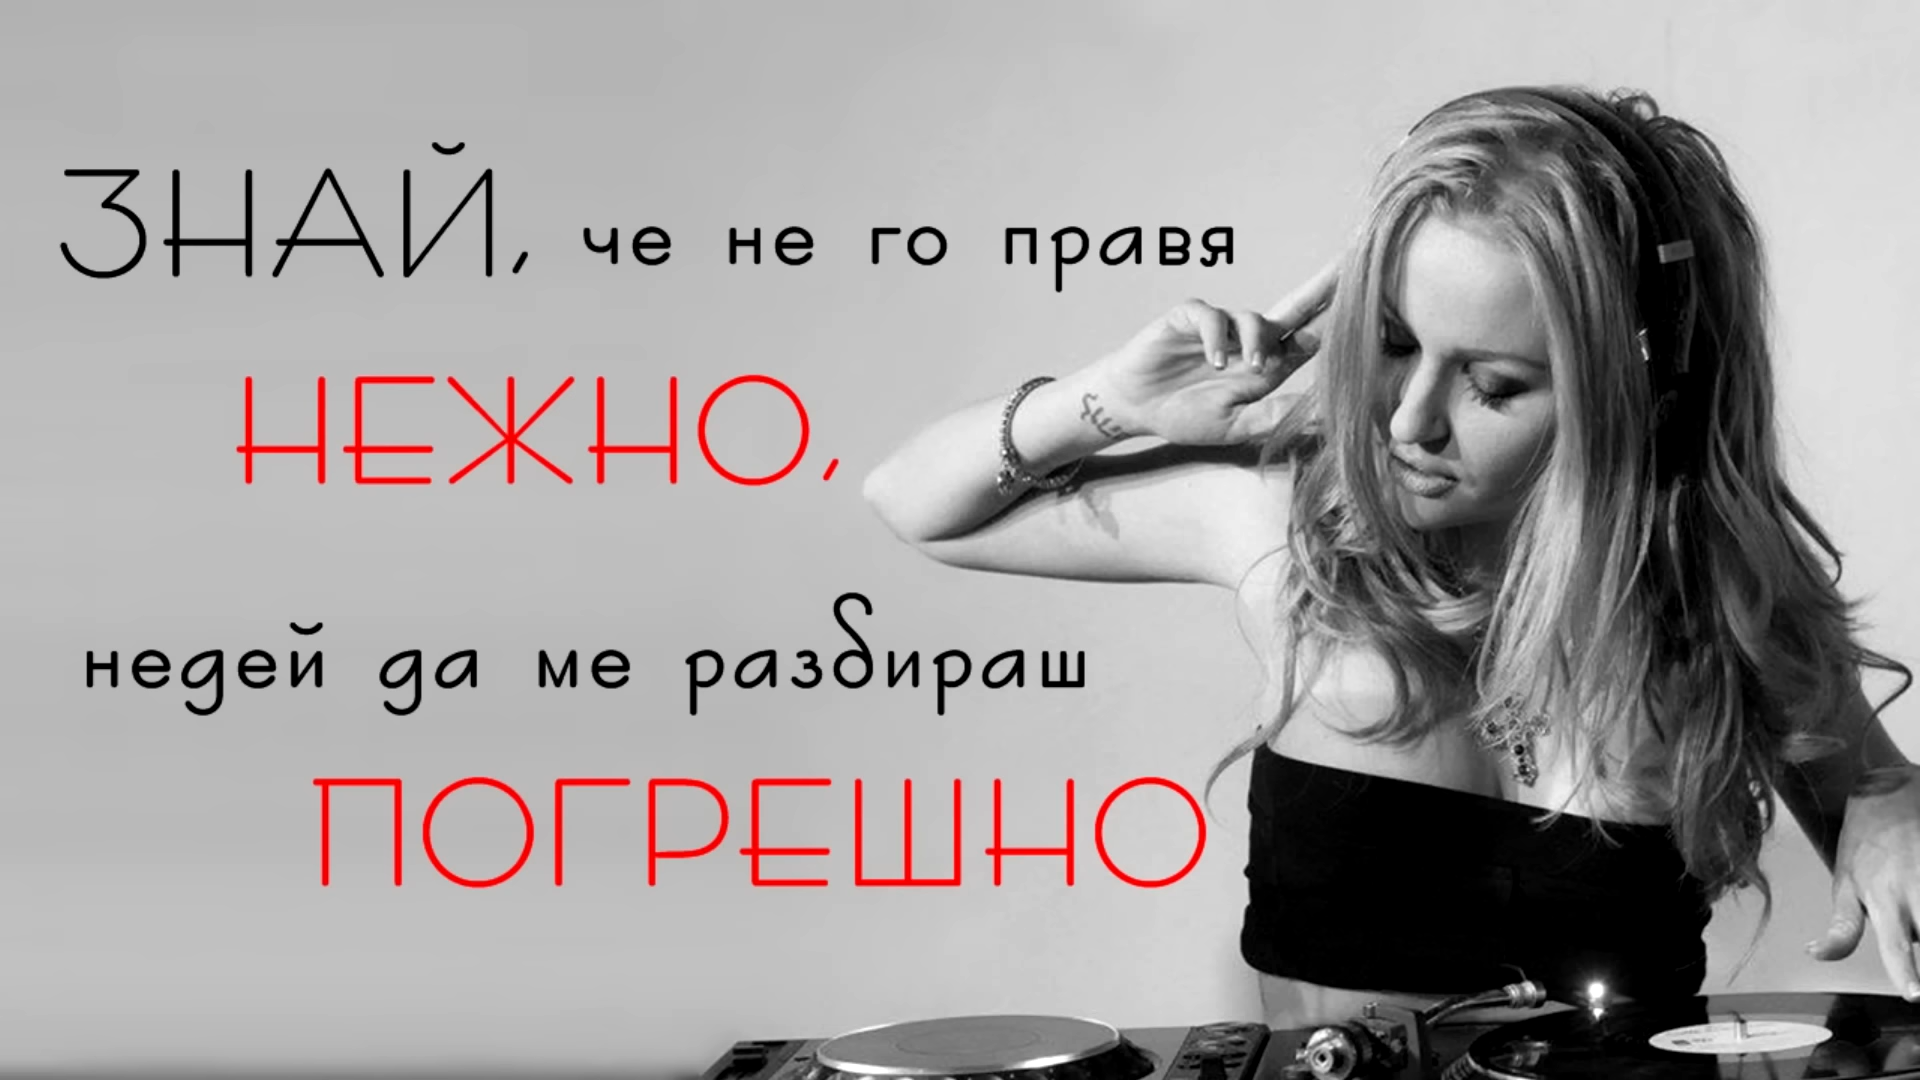 ЗНАЙ, че не го правя
НЕЖНО,
недей да ме разбираш
ПОГРЕШНО